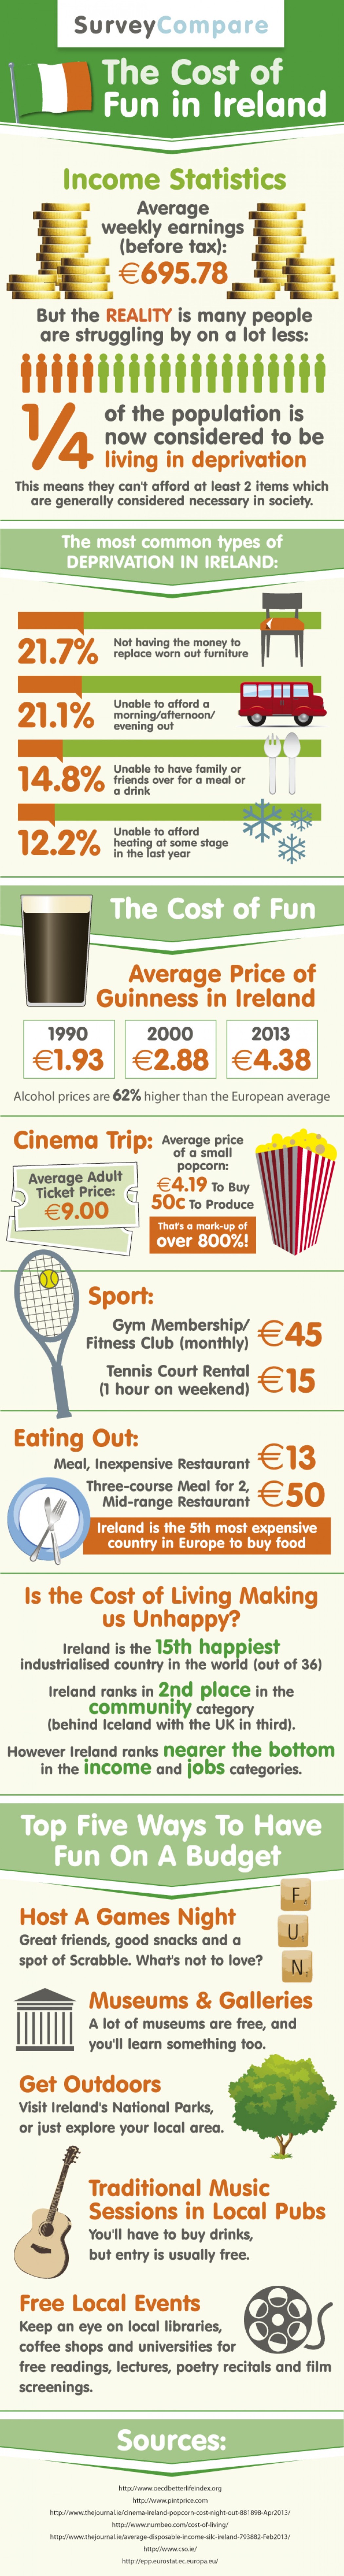 SurveyCompare
The Cost of
Fun in Ireland
Income Statistics
Average
weekly earnings
(before tax):
€695.78
But the REALITY is many people
are struggling by on a lot less:
1/4
of the population is
now considered to be
living in deprivation
This means they can't afford at least 2 items which
are generally considered necessary in society.
The most common types of
DEPRIVATION IN IRELAND:
21.7%
Not having the money to
replace worn out furniture
21.1%
Unable to afford a
morning/afternoon/
evening out
14.8%
Unable to have family or
friends over for a meal or
a drink
12.2%
Unable to afford
heating at some stage
in the last year
The Cost of Fun
Average Price of
Guinness in Ireland
1990
€1.93
2000
€2.88
2013
€4.38
Alcohol prices are 62% higher than the European average
Cinema Trip:
Average Adult
Ticket Price:
€9.00
Average price
of a small
popcorn:
€4.19 To Buy
50c To Produce
That's a mark-up of
over 800%!
Sport:
Gym Membership/
Fitness Club (monthly)
€45
Tennis Court Rental
(1 hour on weekend)
€15
Eating Out:
Meal, Inexpensive Restaurant
€13
Three-course Meal for 2,
Mid-range Restaurant
€50
Ireland is the 5th most expensive
country in Europe to buy food
Is the Cost of Living Making
us Unhappy?
Ireland is the 15th happiest
industrialised country in the world (out of 36)
Ireland ranks in 2nd place in the
community category
(behind Iceland with the UK in third).
However Ireland ranks nearer the bottom
in the income and jobs categories.
Top Five Ways To Have
Fun On A Budget
Host A Games Night
Great friends, good snacks and a
spot of Scrabble. What's not to love?
F4
U1
N1
Museums & Galleries
A lot of museums are free, and
you'll learn something too.
Get Outdoors
Visit Ireland's National Parks,
or just explore your local area.
Traditional Music
Sessions in Local Pubs
You'll have to buy drinks,
but entry is usually free.
Free Local Events
Keep an eye on local libraries,
coffee shops and universities for
free readings, lectures, poetry recitals and film
screenings.
Sources:
http://www.oecdbetterlifeindex.org
http://www.pintprice.com
http://www.thejournal.ie/cinema-ireland-popcorn-cost-night-out-881898-Apr2013/
http://www.numbeo.com/cost-of-living/
http://www.thejournal.ie/average-disposable-income-silc-ireland-793882-Feb2013/
http://www.cso.ie/
http://epp.eurostat.ec.europa.eu/